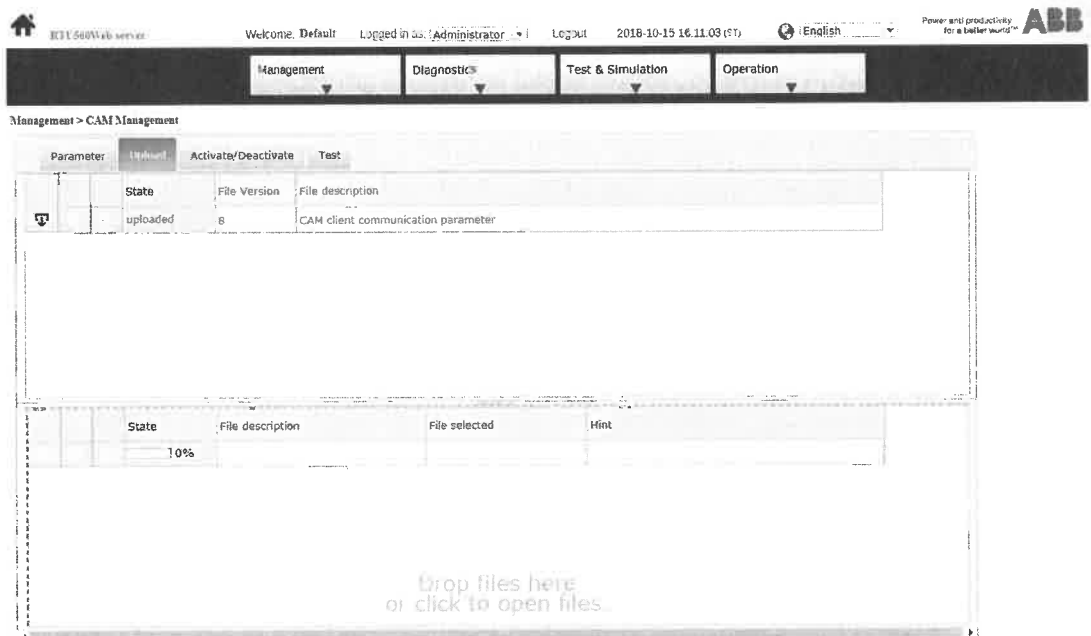 RTU560Web server Welcome, Default Logged in as: Administrator Logout 2018-10-15 16.11.03 (ST) English Power and productivity
for a better world™ ABB
Management Diagnostics Test & Simulation Operation
Management > CAM Management
Parameter Upload Activate/Deactivate Test
State File Version File description
uploaded 8 CAM client communication parameter
State File description File selected Hint
10%
Drop files here
or click to open files.